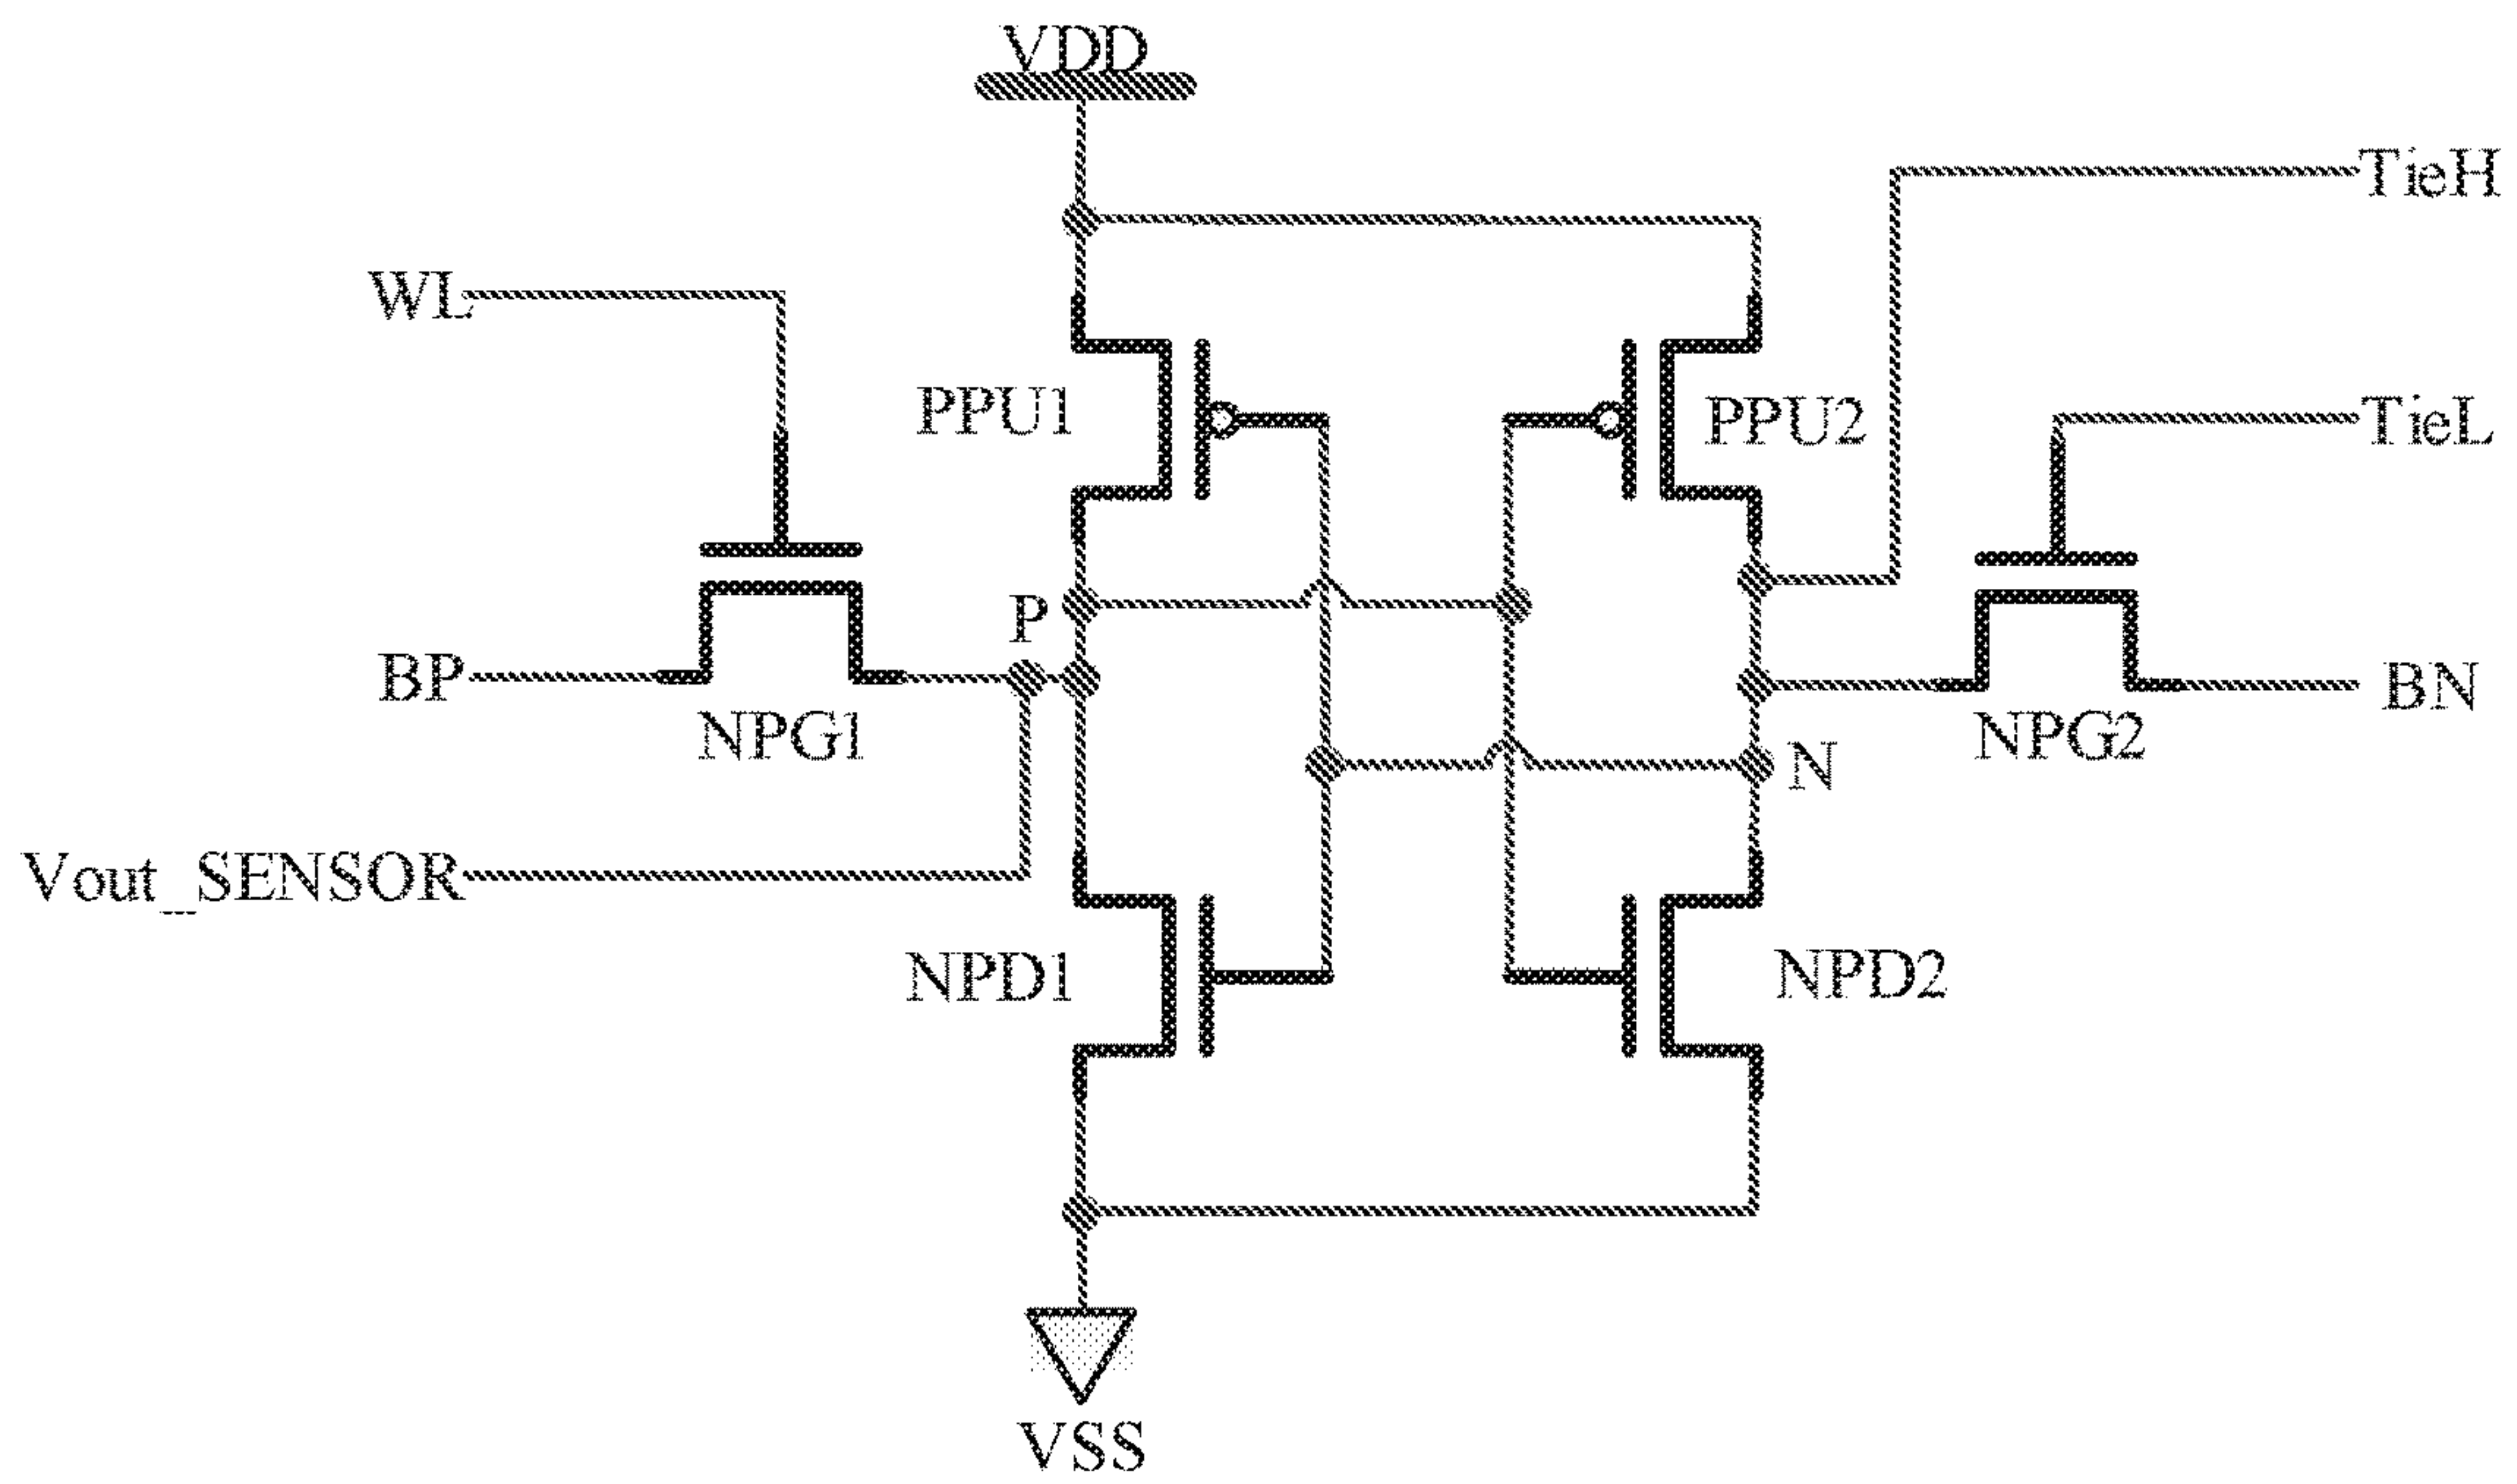 VDD
TieH
WL
PPU1
PPU2
TieL
P
BP
BN
NPG1
NPG2
N
Vout_SENSOR
NPD1
NPD2
VSS